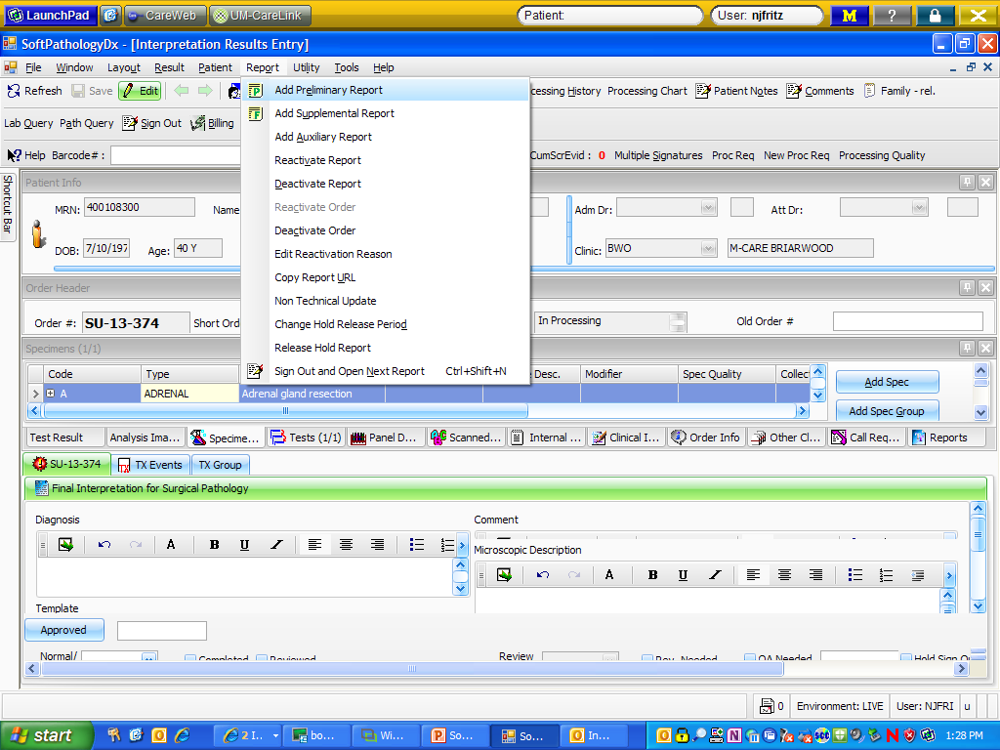 LaunchPad CareWeb UM-CareLink Patient: User: njfritz M ?
SoftPathologyDx - [Interpretation Results Entry]
File Window Layout Result Patient Report Utility Tools Help
Refresh Save Edit
Add Preliminary Report
Add Supplemental Report
Add Auxiliary Report
Reactivate Report
Deactivate Report
Reactivate Order
Deactivate Order
Edit Reactivation Reason
Copy Report URL
Non Technical Update
Change Hold Release Period
Release Hold Report
Sign Out and Open Next Report Ctrl+Shift+N
cessing History Processing Chart Patient Notes Comments Family - rel.
Lab Query Path Query Sign Out Billing
Help Barcode# : CumScrEvid : 0 Multiple Signatures Proc Req New Proc Req Processing Quality
Shortcut Bar
Patient Info
MRN: 400108300 Name Adm Dr: Att Dr:
DOB: 7/10/197 Age: 40 Y Clinic: BWO M-CARE BRIARWOOD
Order Header
Order #: SU-13-374 Short Ord In Processing Old Order #
Specimens (1/1)
Code Type e Desc. Modifier Spec Quality Collec
A ADRENAL Adrenal gland resection
Add Spec
Add Spec Group
Test Result Analysis Ima... Specime... Tests (1/1) Panel D... Scanned... Internal ... Clinical I... Order Info Other Cl... Call Req... Reports
SU-13-374 TX Events TX Group
Final Interpretation for Surgical Pathology
Diagnosis Comment
A B U I
Microscopic Description
A B U I
Template
Approved
Normal/ Completed Reviewed Review Rev. Needed QA Needed Hold Sign Ou
0 Environment: LIVE User: NJFRI u
start 2 I... bo... Wi... So... So... In... 1:28 PM